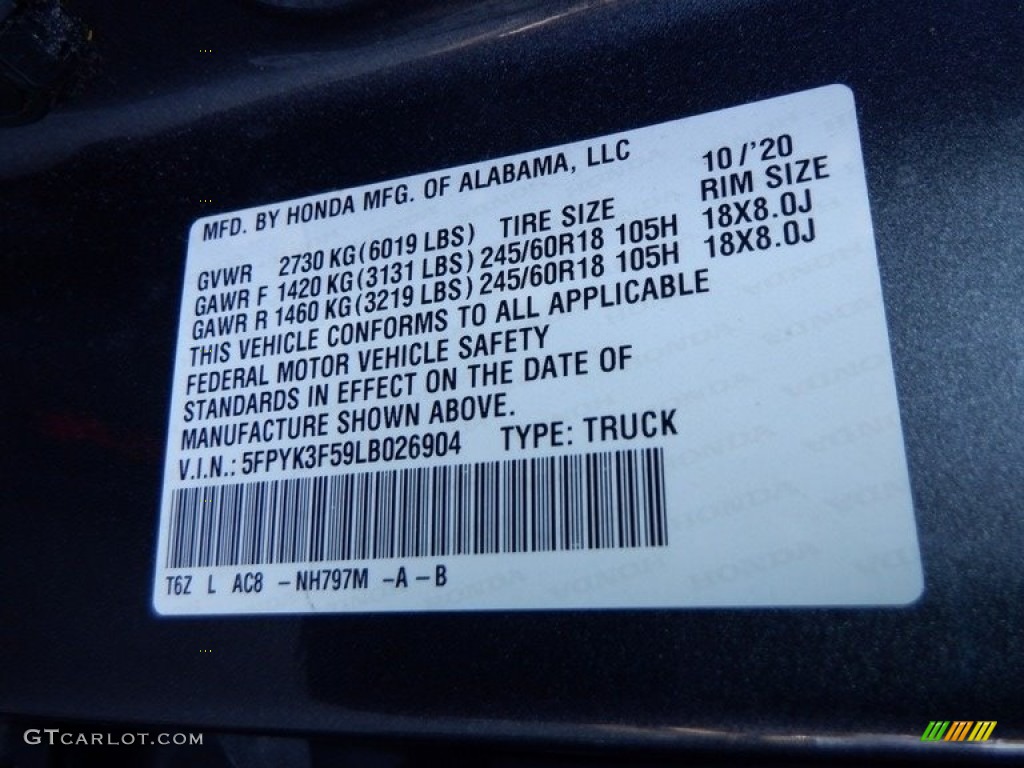 MFD. BY HONDA MFG. OF ALABAMA, LLC 10/'20
GVWR 2730 KG(6019 LBS) TIRE SIZE RIM SIZE
GAWR F 1420 KG(3131 LBS) 245/60R18 105H 18X8.0J
GAWR R 1460 KG(3219 LBS) 245/60R18 105H 18X8.0J
THIS VEHICLE CONFORMS TO ALL APPLICABLE
FEDERAL MOTOR VEHICLE SAFETY
STANDARDS IN EFFECT ON THE DATE OF
MANUFACTURE SHOWN ABOVE.
V.I.N.: 5FPYK3F59LB026904 TYPE: TRUCK
T6Z L AC8 -NH797M -A -B
GTCARLOT.COM